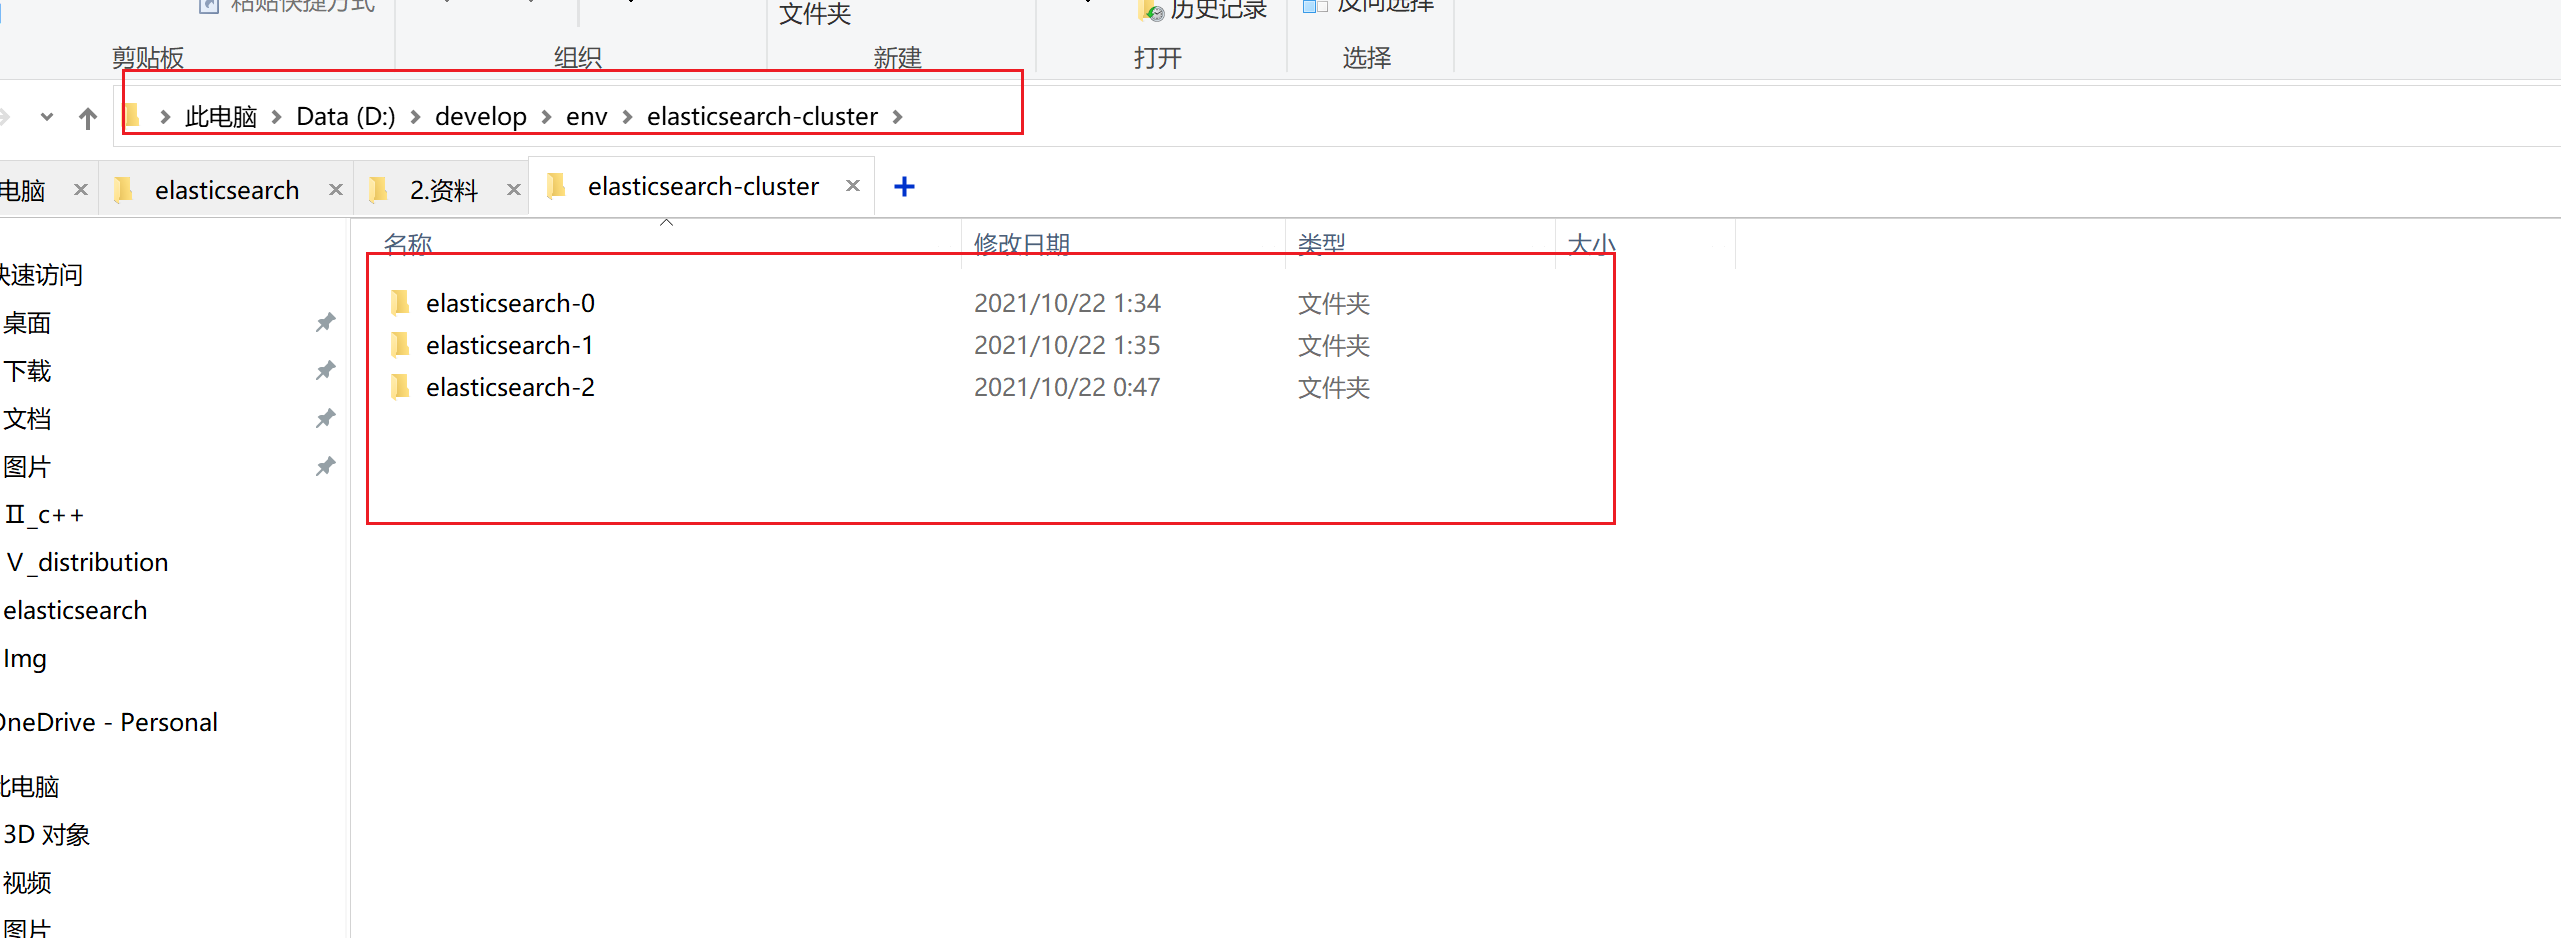 粘贴快捷方式
文件夹
历史记录
反向选择
剪贴板 组织 新建 打开 选择
此电脑 Data (D:) develop env elasticsearch-cluster
电脑 elasticsearch 2.资料 elasticsearch-cluster
名称 修改日期 类型 大小
快速访问
elasticsearch-0 2021/10/22 1:34 文件夹
桌面
elasticsearch-1 2021/10/22 1:35 文件夹
下载
elasticsearch-2 2021/10/22 0:47 文件夹
文档
图片
Ⅱ_c++
Ⅴ_distribution
elasticsearch
Img
OneDrive - Personal
此电脑
3D 对象
视频
图片